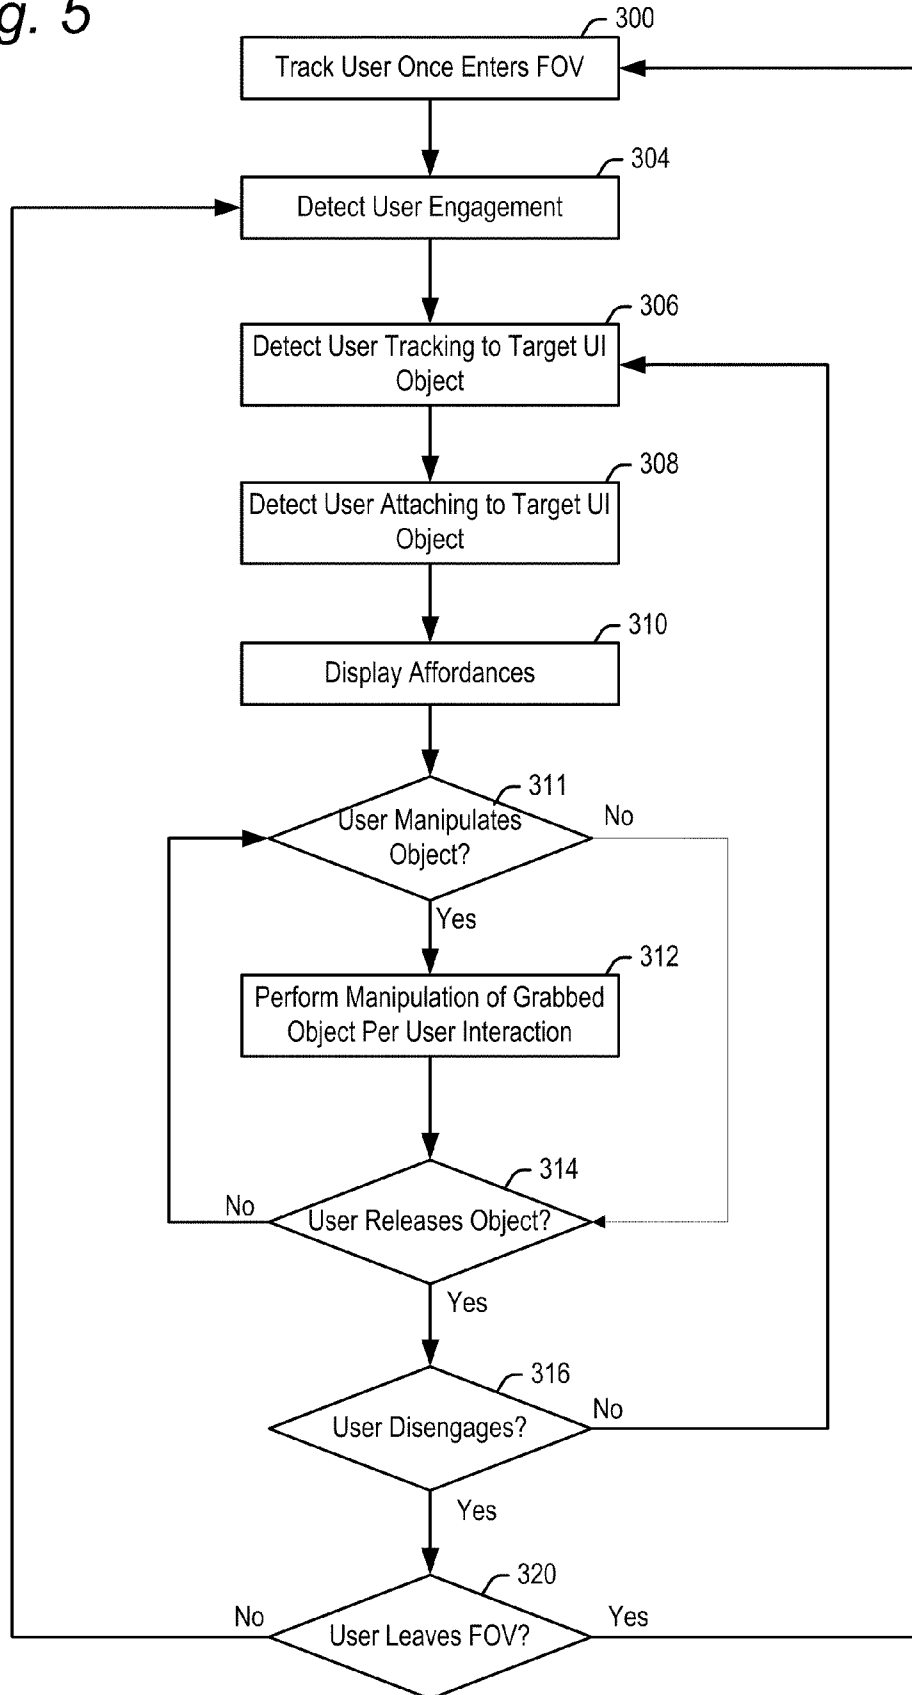 g. 5
300
Track User Once Enters FOV
304
Detect User Engagement
306
Detect User Tracking to Target UI
Object
308
Detect User Attaching to Target UI
Object
310
Display Affordances
311
User Manipulates
Object?
No
Yes
312
Perform Manipulation of Grabbed
Object Per User Interaction
314
No
User Releases Object?
Yes
316
User Disengages?
No
Yes
320
No
User Leaves FOV?
Yes